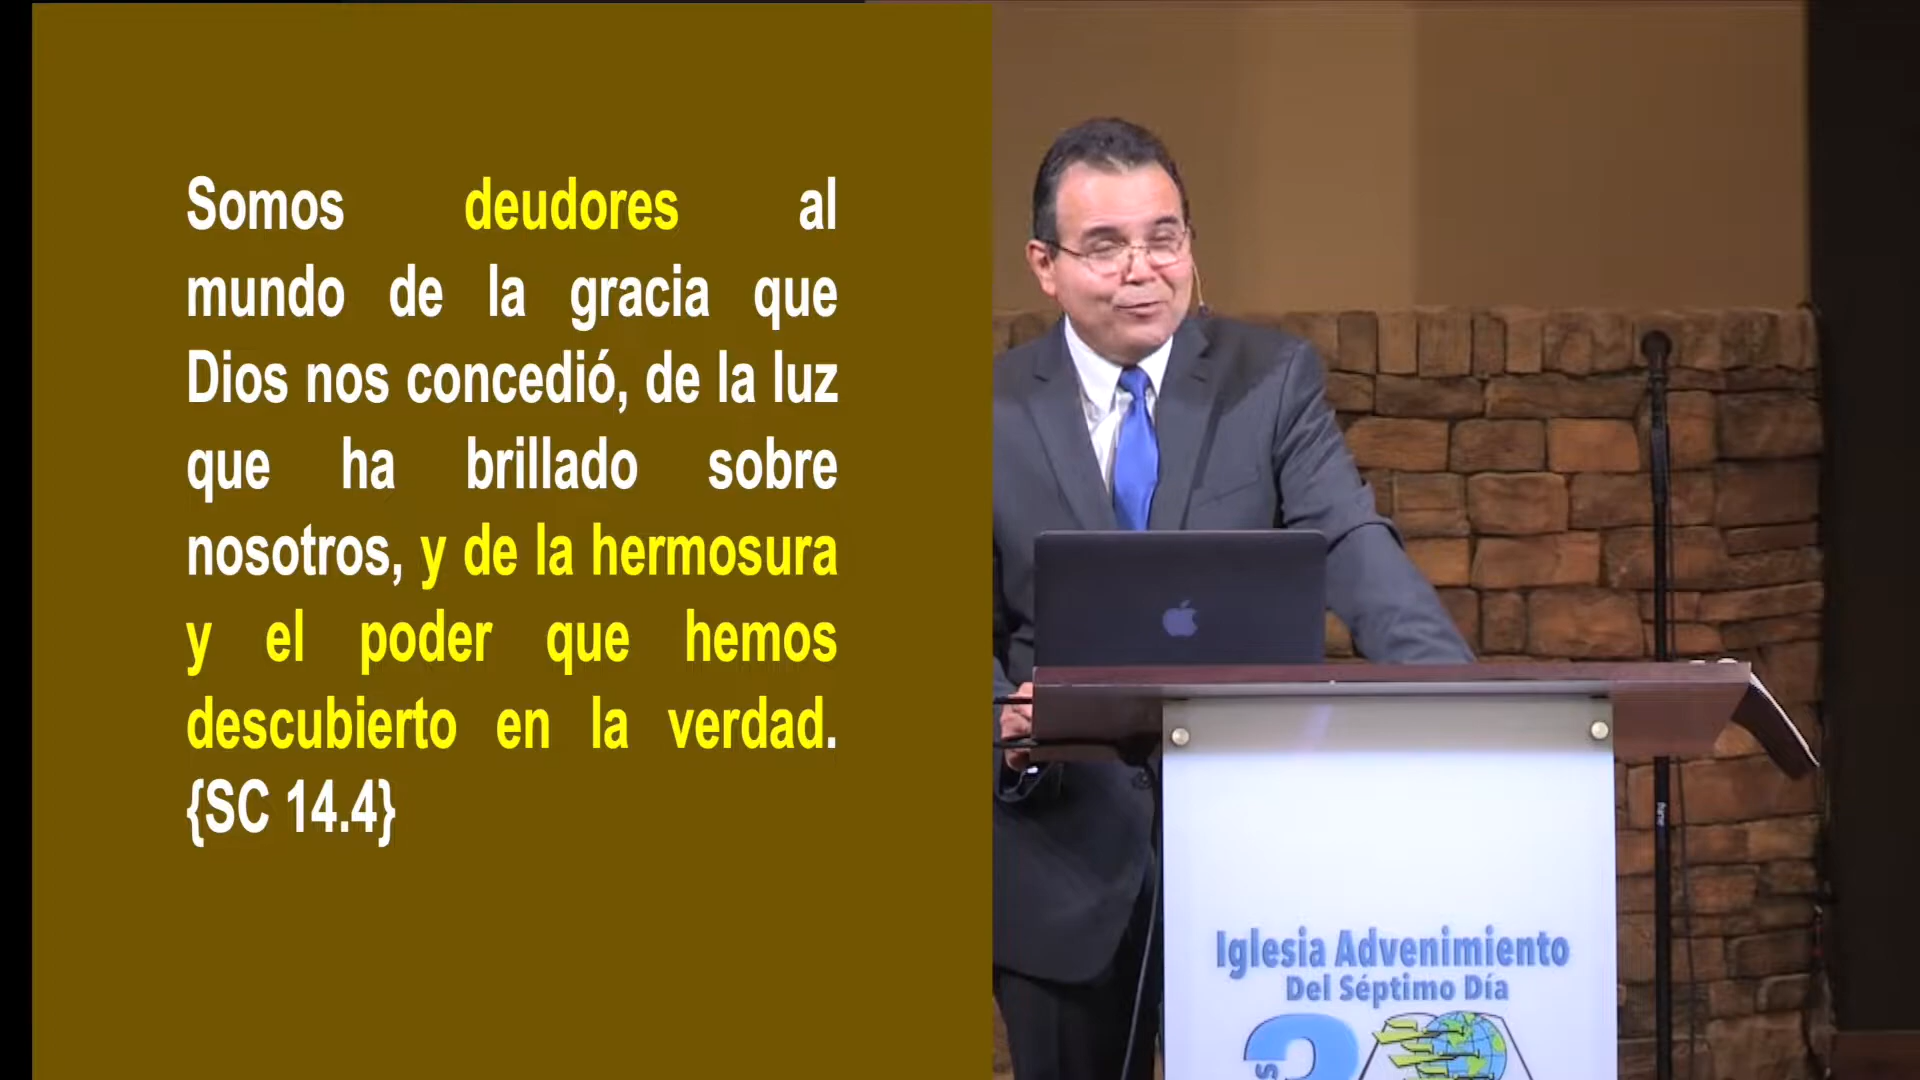 Somos deudores al
mundo de la gracia que
Dios nos concedió, de la luz
que ha brillado sobre
nosotros, y de la hermosura
y el poder que hemos
descubierto en la verdad.
{SC 14.4}
Iglesia Advenimiento
Del Séptimo Día
3